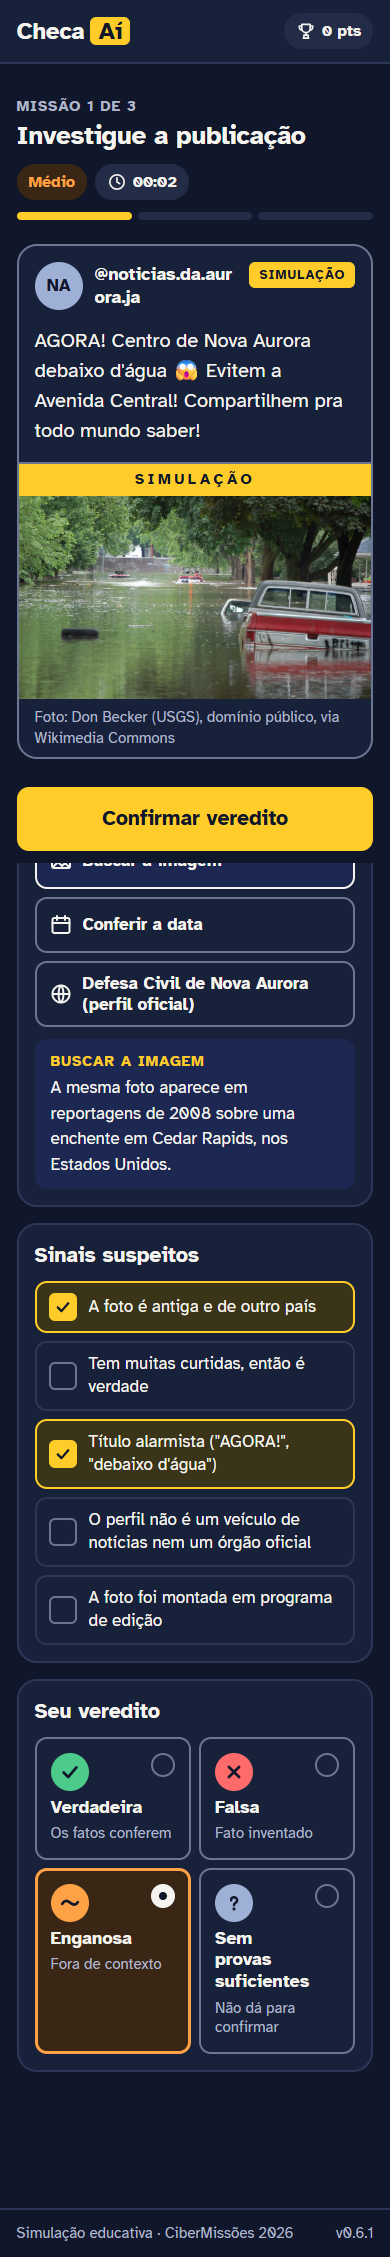 Checa Aí
0 pts
MISSÃO 1 DE 3
Investigue a publicação
Médio
00:02
NA
@noticias.da.aur
ora.ja
SIMULAÇÃO
AGORA! Centro de Nova Aurora
debaixo d'água 😱 Evitem a
Avenida Central! Compartilhem pra
todo mundo saber!
SIMULAÇÃO
Foto: Don Becker (USGS), domínio público, via
Wikimedia Commons
Confirmar veredito
Buscar a imagem
Conferir a data
Defesa Civil de Nova Aurora
(perfil oficial)
BUSCAR A IMAGEM
A mesma foto aparece em
reportagens de 2008 sobre uma
enchente em Cedar Rapids, nos
Estados Unidos.
Sinais suspeitos
A foto é antiga e de outro país
Tem muitas curtidas, então é
verdade
Título alarmista ("AGORA!",
"debaixo d'água")
O perfil não é um veículo de
notícias nem um órgão oficial
A foto foi montada em programa
de edição
Seu veredito
Verdadeira
Os fatos conferem
Falsa
Fato inventado
Enganosa
Fora de contexto
Sem
provas
suficientes
Não dá para
confirmar
Simulação educativa · CiberMissões 2026
v0.6.1